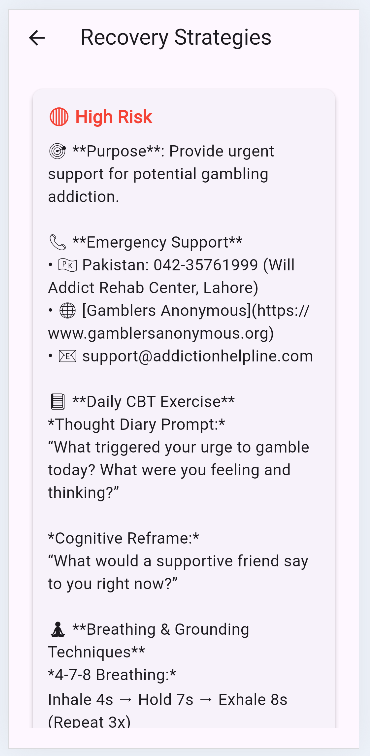 ← Recovery Strategies
🔴 High Risk
🎯 **Purpose**: Provide urgent
support for potential gambling
addiction.
📞 **Emergency Support**
• 🇵🇰 Pakistan: 042-35761999 (Will
Addict Rehab Center, Lahore)
• 🌐 [Gamblers Anonymous](https://
www.gamblersanonymous.org)
• 📧 support@addictionhelpline.com
📓 **Daily CBT Exercise**
*Thought Diary Prompt:*
“What triggered your urge to gamble
today? What were you feeling and
thinking?”
*Cognitive Reframe:*
“What would a supportive friend say
to you right now?”
🧘 **Breathing & Grounding
Techniques**
*4-7-8 Breathing:*
Inhale 4s → Hold 7s → Exhale 8s
(Repeat 3x)